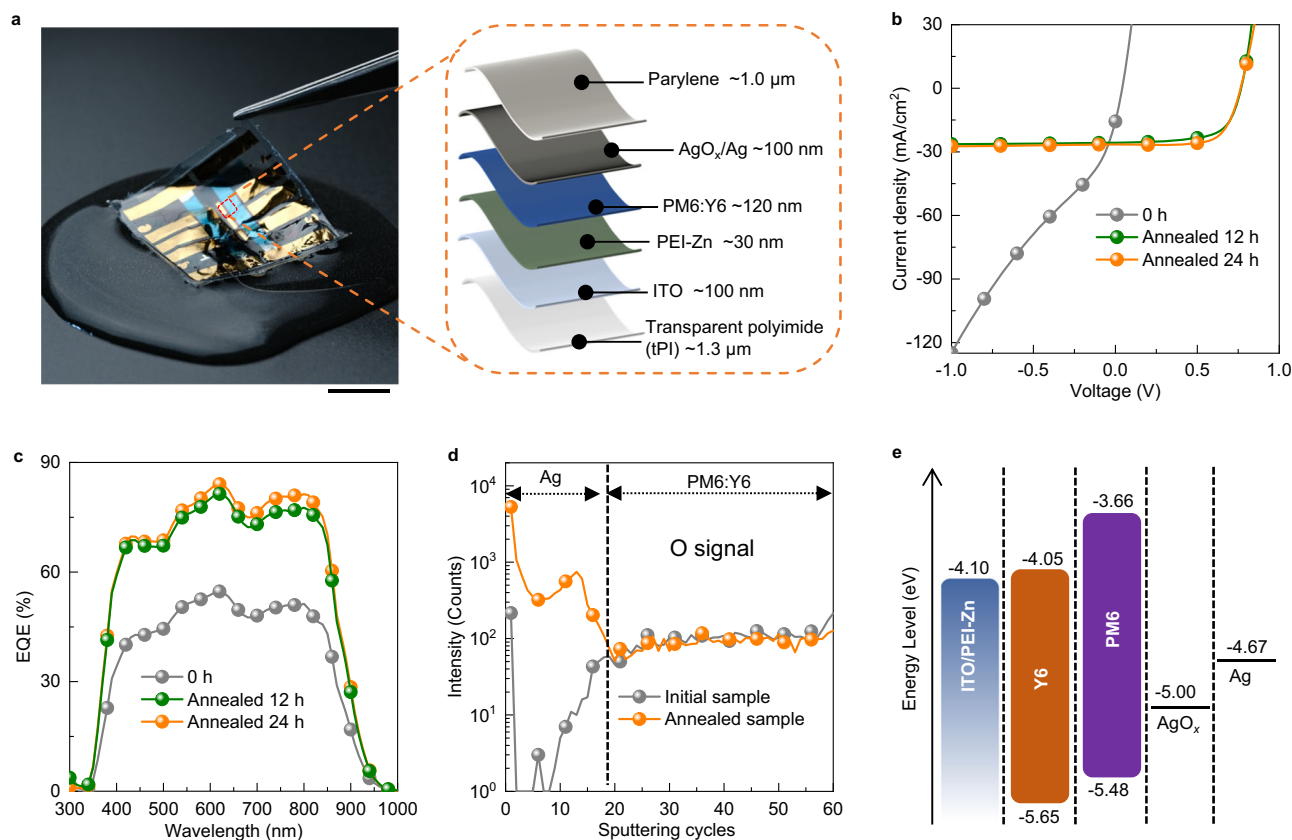 a
Parylene ~1.0 µm
AgOₓ/Ag ~100 nm
PM6:Y6 ~120 nm
PEI-Zn ~30 nm
ITO ~100 nm
Transparent polyimide
(tPI) ~1.3 µm
b
Current density (mA/cm²)
30
0
-30
-60
-90
-120
0 h
Annealed 12 h
Annealed 24 h
-1.0 -0.5 0.0 0.5 1.0
Voltage (V)
c
EQE (%)
90
60
30
0
0 h
Annealed 12 h
Annealed 24 h
300 400 500 600 700 800 900 1000
Wavelength (nm)
d
Intensity (Counts)
10⁴
10³
10²
10¹
10⁰
Ag
PM6:Y6
O signal
Initial sample
Annealed sample
0 10 20 30 40 50 60
Sputtering cycles
e
Energy Level (eV)
-4.10
ITO/PEI-Zn
-4.05
Y6
-5.65
-3.66
PM6
-5.48
-5.00
AgOₓ
-4.67
Ag